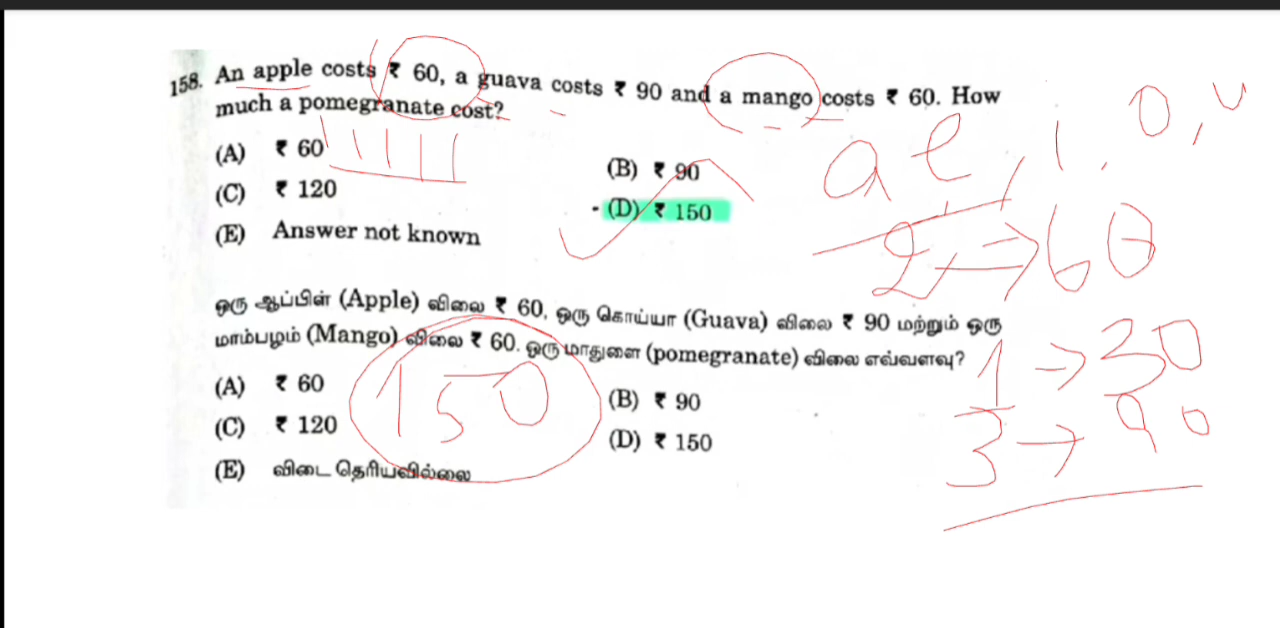 158. An apple costs ₹ 60, a guava costs ₹ 90 and a mango costs ₹ 60. How
much a pomegranate cost?
(A) ₹ 60
(B) ₹ 90
(C) ₹ 120
(D) ₹ 150
(E) Answer not known
a e, i, o, u
2 → 60
1 → 30
3 → 90
ஒரு ஆப்பிள் (Apple) விலை ₹ 60, ஒரு கொய்யா (Guava) விலை ₹ 90 மற்றும் ஒரு
மாம்பழம் (Mango) விலை ₹ 60. ஒரு மாதுளை (pomegranate) விலை எவ்வளவு?
(A) ₹ 60
(B) ₹ 90
150
(C) ₹ 120
(D) ₹ 150
(E) விடை தெரியவில்லை